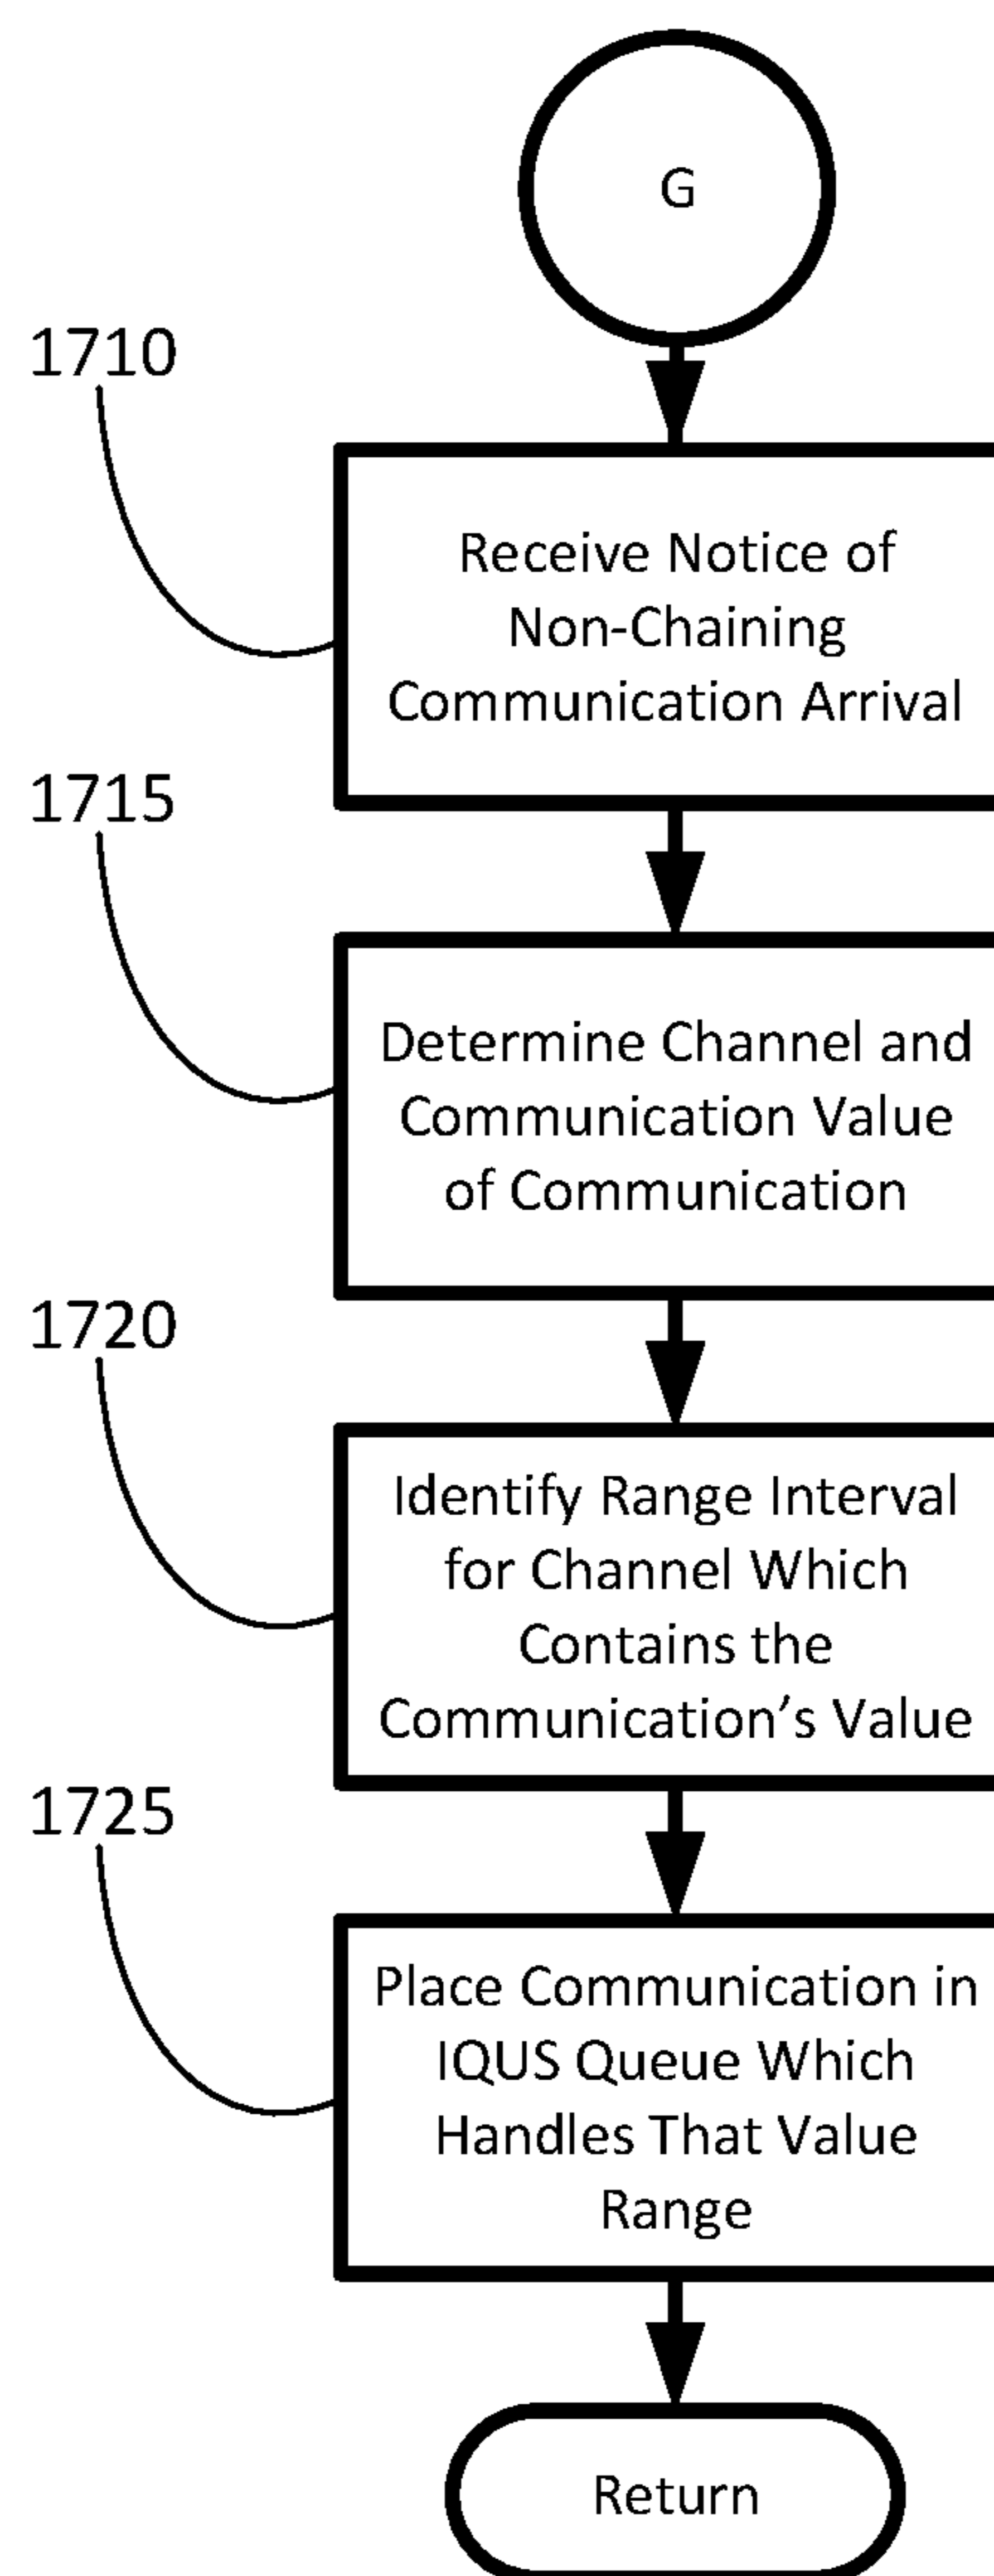 G
1710
Receive Notice of
Non-Chaining
Communication Arrival
1715
Determine Channel and
Communication Value
of Communication
1720
Identify Range Interval
for Channel Which
Contains the
Communication's Value
1725
Place Communication in
IQUS Queue Which
Handles That Value
Range
Return